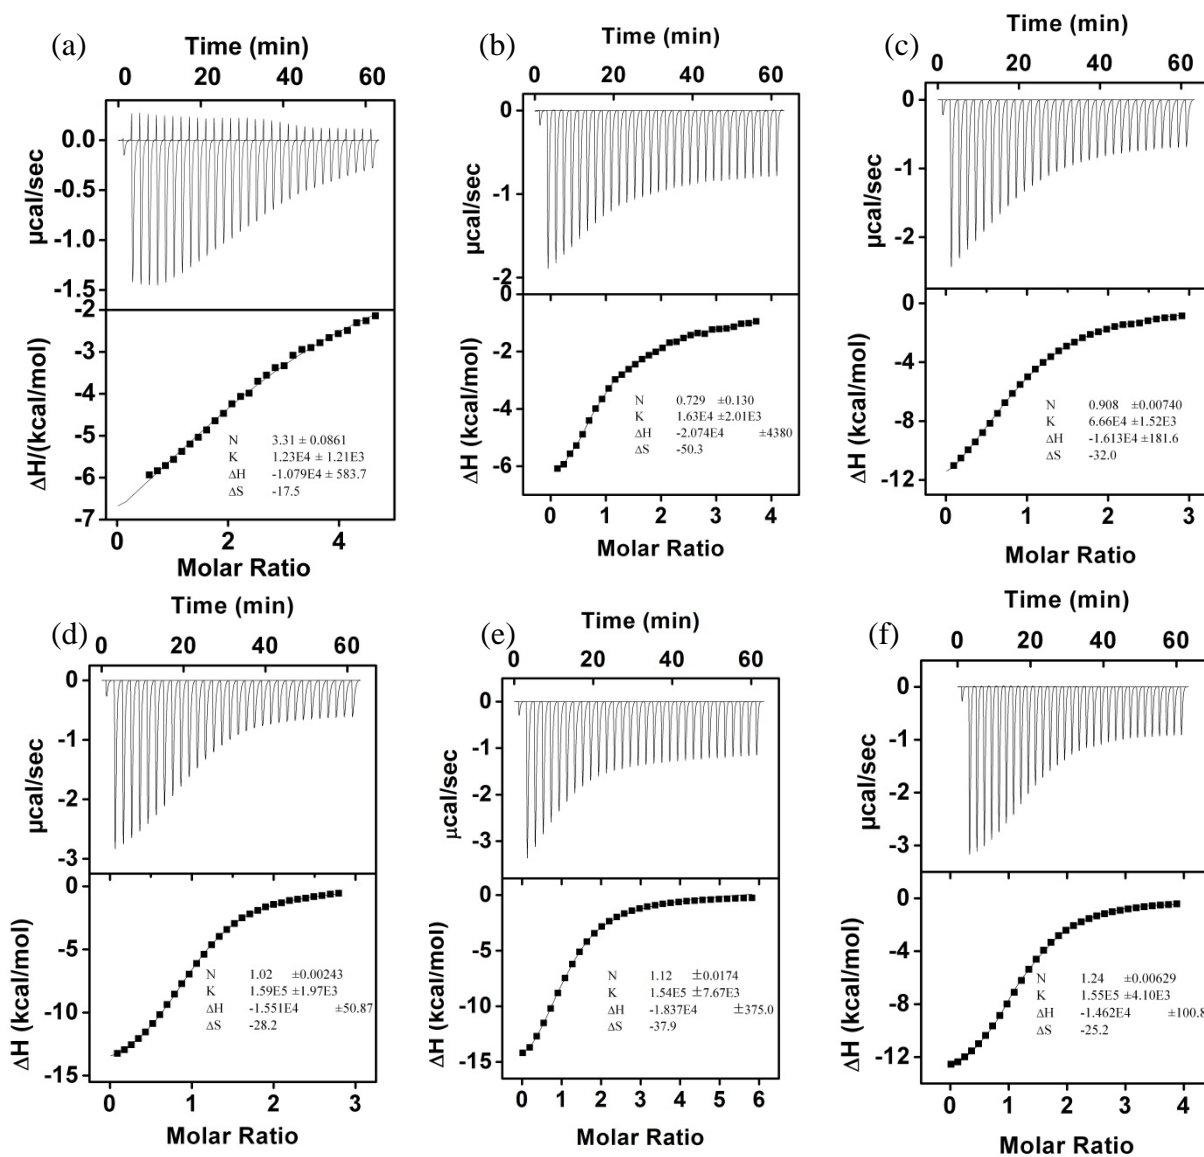 (a)
Time (min)
0 20 40 60
0.0
-0.5
-1.0
-1.5
µcal/sec
-2
-3
-4
-5
-6
-7
ΔH/(kcal/mol)
N 3.31 ± 0.0861
K 1.23E4 ± 1.21E3
ΔH -1.079E4 ± 583.7
ΔS -17.5
0 2 4
Molar Ratio
(b)
Time (min)
0 20 40 60
0
-1
-2
µcal/sec
0
-2
-4
-6
ΔH (kcal/mol)
N 0.729 ±0.130
K 1.63E4 ±2.01E3
ΔH -2.074E4 ±4380
ΔS -50.3
0 1 2 3 4
Molar Ratio
(c)
Time (min)
0 20 40 60
0
-1
-2
µcal/sec
0
-4
-8
-12
ΔH (kcal/mol)
N 0.908 ±0.00740
K 6.66E4 ±1.52E3
ΔH -1.613E4 ±181.6
ΔS -32.0
0 1 2 3
Molar Ratio
(d)
Time (min)
0 20 40 60
0
-1
-2
-3
µcal/sec
0
-5
-10
-15
ΔH (kcal/mol)
N 1.02 ±0.00243
K 1.59E5 ±1.97E3
ΔH -1.551E4 ±50.87
ΔS -28.2
0 1 2 3
Molar Ratio
(e)
Time (min)
0 20 40 60
0
-1
-2
-3
µcal/sec
0
-5
-10
-15
ΔH (kcal/mol)
N 1.12 ±0.0174
K 1.54E5 ±7.67E3
ΔH -1.837E4 ±375.0
ΔS -37.9
0 1 2 3 4 5 6
Molar Ratio
(f)
Time (min)
0 20 40 60
0
-1
-2
-3
µcal/sec
0
-4
-8
-12
ΔH (kcal/mol)
N 1.24 ±0.00629
K 1.55E5 ±4.10E3
ΔH -1.462E4 ±100.8
ΔS -25.2
0 1 2 3 4
Molar Ratio